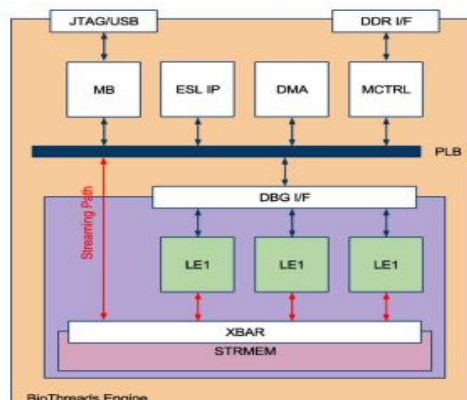 JTAG/USB
DDR I/F
MB
ESL IP
DMA
MCTRL
PLB
Streaming Path
DBG I/F
LE1
LE1
LE1
XBAR
STRMEM
BioThreads Engine